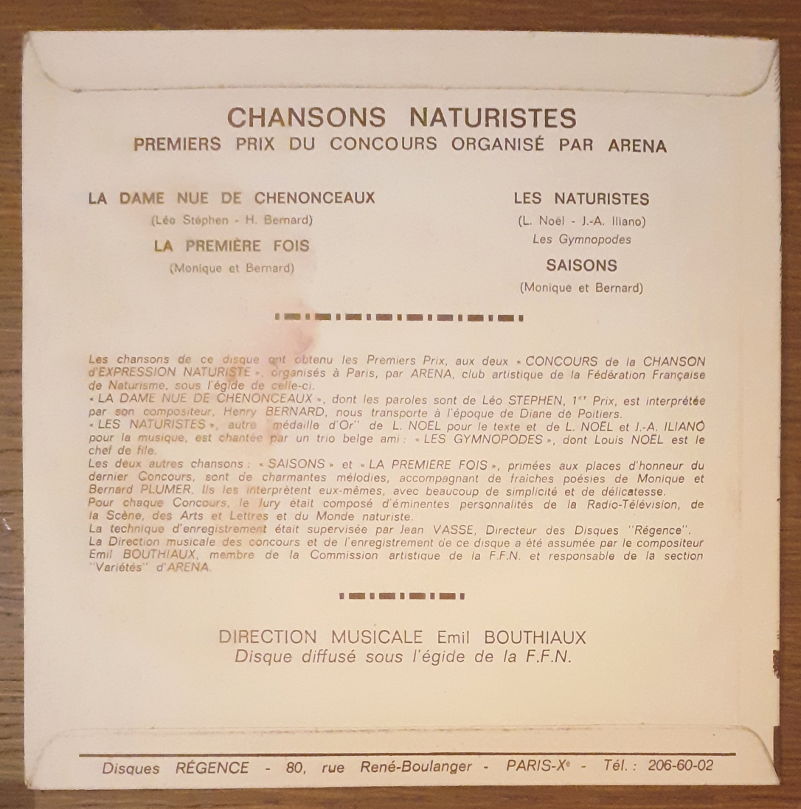 CHANSONS NATURISTES
PREMIERS PRIX DU CONCOURS ORGANISÉ PAR ARENA
LA DAME NUE DE CHENONCEAUX
(Léo Stéphen - H. Bernard)
LA PREMIÈRE FOIS
(Monique et Bernard)
LES NATURISTES
(L. Noël - J.-A. Iliano)
Les Gymnopodes
SAISONS
(Monique et Bernard)
Les chansons de ce disque ont obtenu les Premiers Prix, aux deux « CONCOURS de la CHANSON
d'EXPRESSION NATURISTE », organisés à Paris, par ARENA, club artistique de la Fédération Française
de Naturisme, sous l'égide de celle-ci.
« LA DAME NUE DE CHENONCEAUX », dont les paroles sont de Léo STEPHEN, 1er Prix, est interprétée
par son compositeur, Henry BERNARD, nous transporte à l'époque de Diane de Poitiers.
« LES NATURISTES », autre "médaille d'Or" de L. NOEL pour le texte et de L. NOËL et J.-A. ILIANO
pour la musique, est chantée par un trio belge ami : « LES GYMNOPODES », dont Louis NOËL est le
chef de file.
Les deux autres chansons : « SAISONS » et « LA PREMIÈRE FOIS », primées aux places d'honneur du
dernier Concours, sont de charmantes mélodies, accompagnant de fraiches poésies de Monique et
Bernard PLUMER. Ils les interprètent eux-mêmes, avec beaucoup de simplicité et de délicatesse.
Pour chaque Concours, le Jury était composé d'éminentes personnalités de la Radio-Télévision, de
la Scène, des Arts et Lettres et du Monde naturiste.
La technique d'enregistrement était supervisée par Jean VASSE, Directeur des Disques "Régence".
La Direction musicale des concours et de l'enregistrement de ce disque a été assumée par le compositeur
Emil BOUTHIAUX, membre de la Commission artistique de la F.F.N. et responsable de la section
"Variétés" d'ARENA.
DIRECTION MUSICALE Emil BOUTHIAUX
Disque diffusé sous l'égide de la F.F.N.
Disques RÉGENCE - 80, rue René-Boulanger - PARIS-Xe - Tél. : 206-60-02